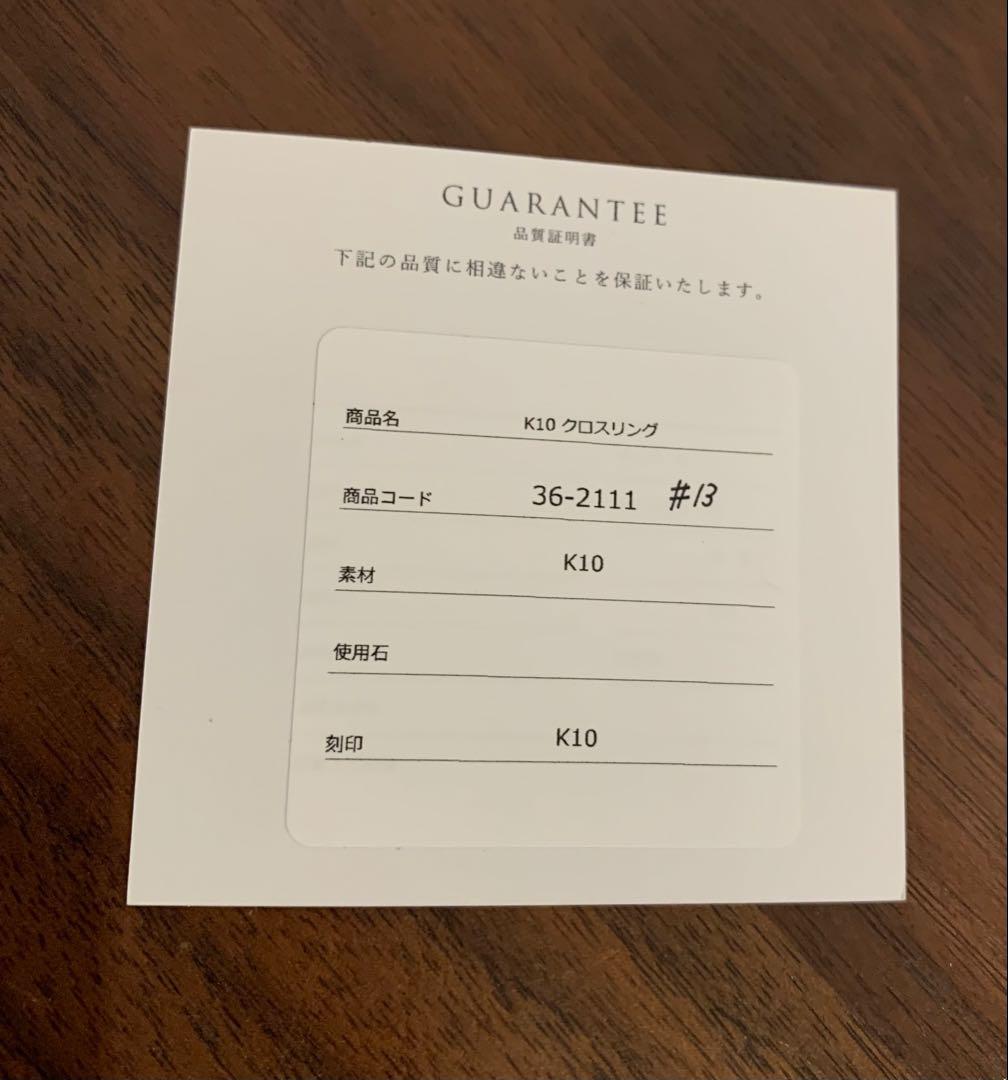 GUARANTEE
品質証明書
下記の品質に相違ないことを保証いたします。
商品名 K10 クロスリング
商品コード 36-2111 #13
素材 K10
使用石
刻印 K10